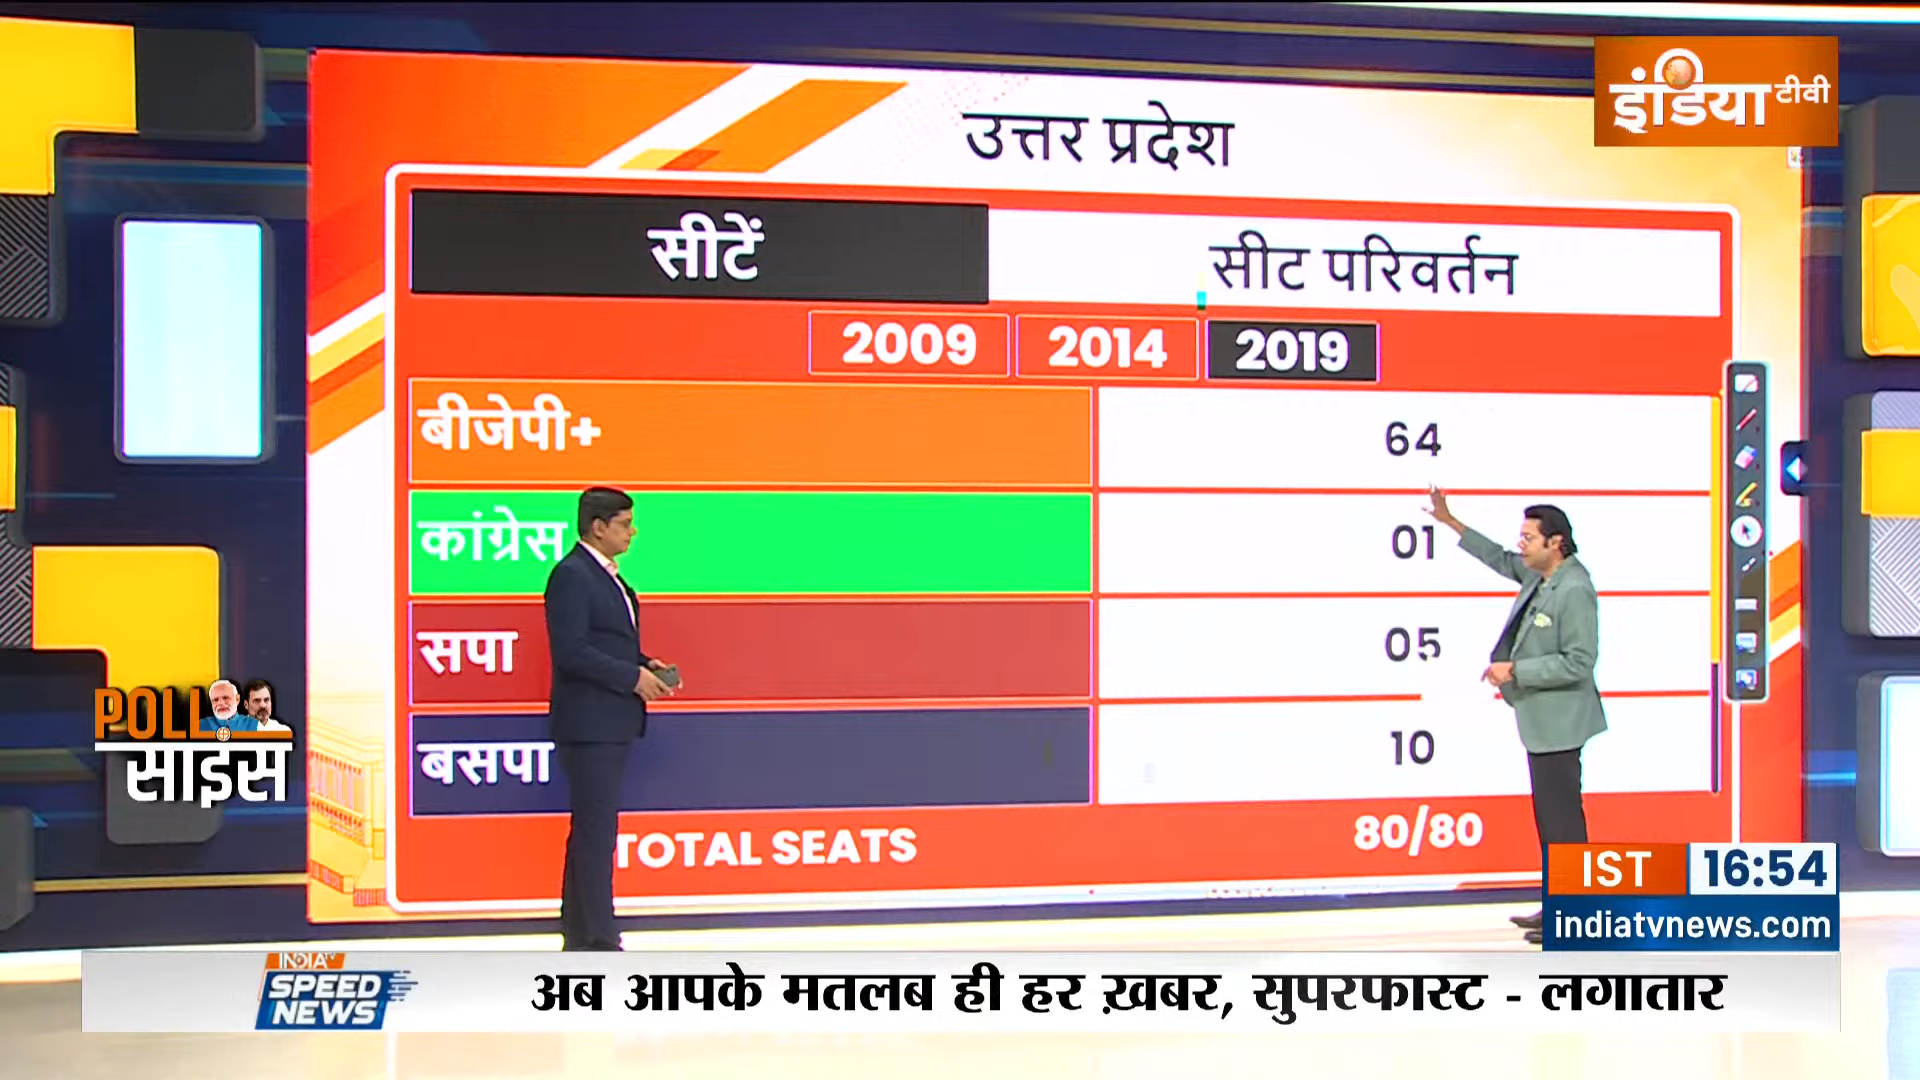 इंडिया टीवी
उत्तर प्रदेश
सीटें
सीट परिवर्तन
2009 2014 2019
बीजेपी+ 64
कांग्रेस 01
सपा 05
बसपा 10
TOTAL SEATS 80/80
POLL
साइंस
IST 16:54
indiatvnews.com
INDIA TV
SPEED
NEWS
अब आपके मतलब ही हर ख़बर, सुपरफास्ट - लगातार